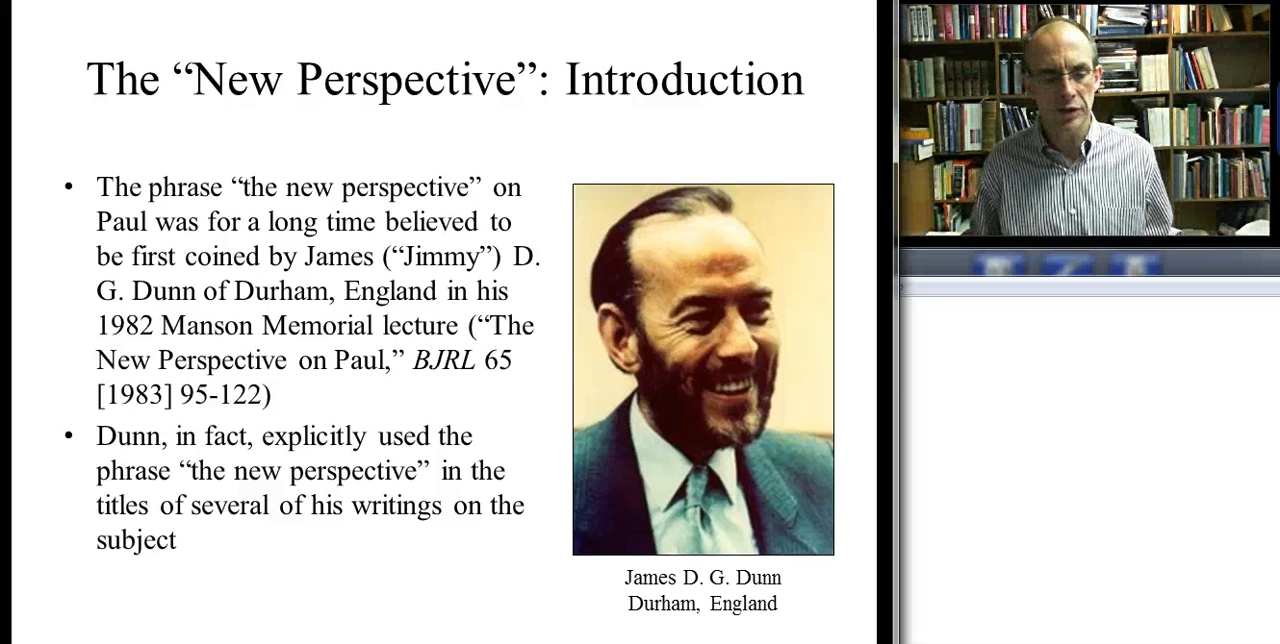 The “New Perspective”: Introduction
• The phrase “the new perspective” on
Paul was for a long time believed to
be first coined by James (“Jimmy”) D.
G. Dunn of Durham, England in his
1982 Manson Memorial lecture (“The
New Perspective on Paul,” BJRL 65
[1983] 95-122)
• Dunn, in fact, explicitly used the
phrase “the new perspective” in the
titles of several of his writings on the
subject
James D. G. Dunn
Durham, England